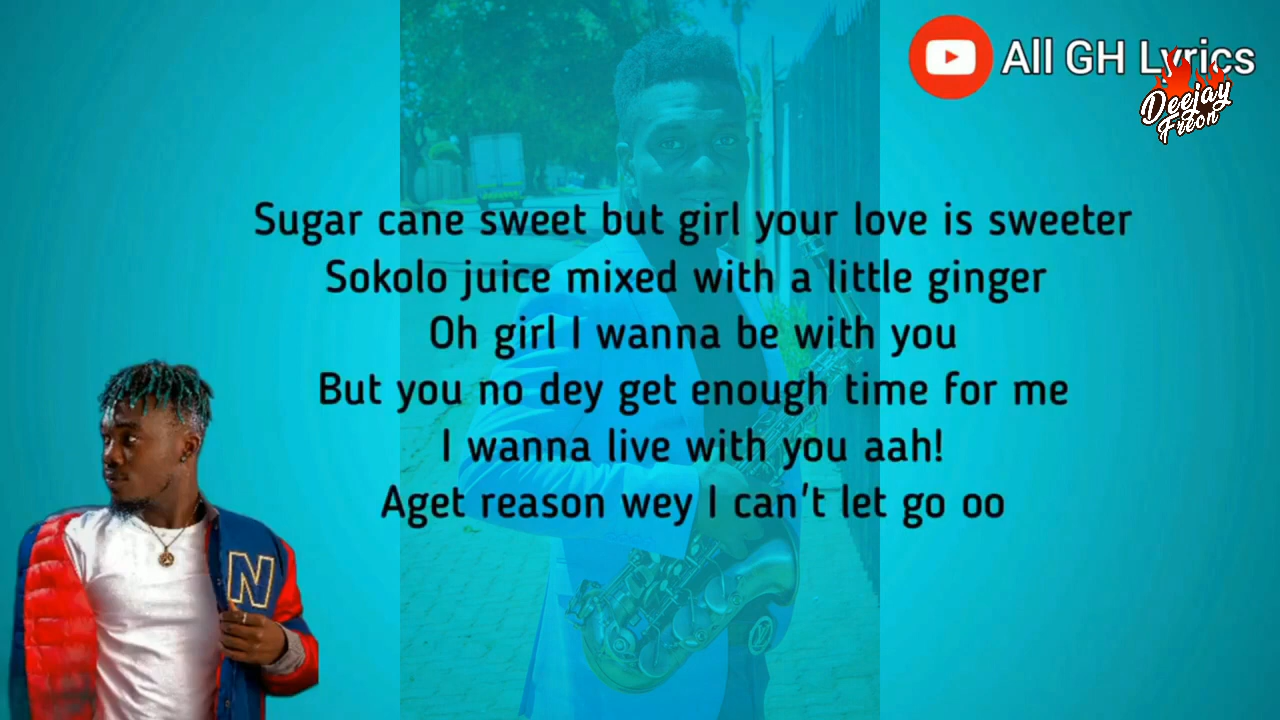 All GH Lyrics
Deejay
Freon
Sugar cane sweet but girl your love is sweeter
Sokolo juice mixed with a little ginger
Oh girl I wanna be with you
But you no dey get enough time for me
I wanna live with you aah!
Aget reason wey I can't let go oo
N